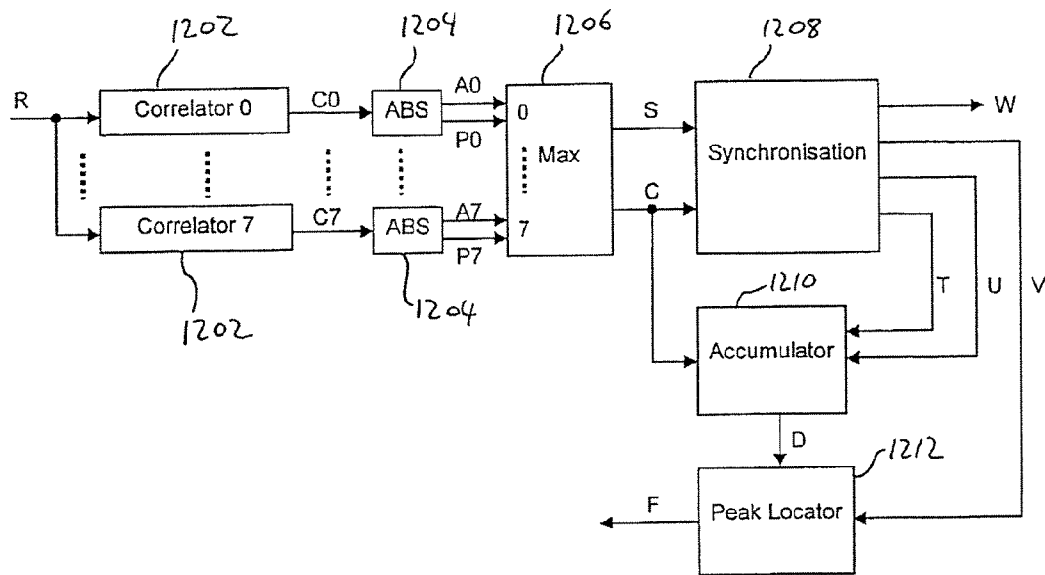 1202
1204
1206
1208
R
Correlator 0
C0
ABS
A0
P0
0
Max
7
S
C
Synchronisation
W
Correlator 7
C7
ABS
A7
P7
1202
1204
T
U
V
1210
Accumulator
D
1212
Peak Locator
F